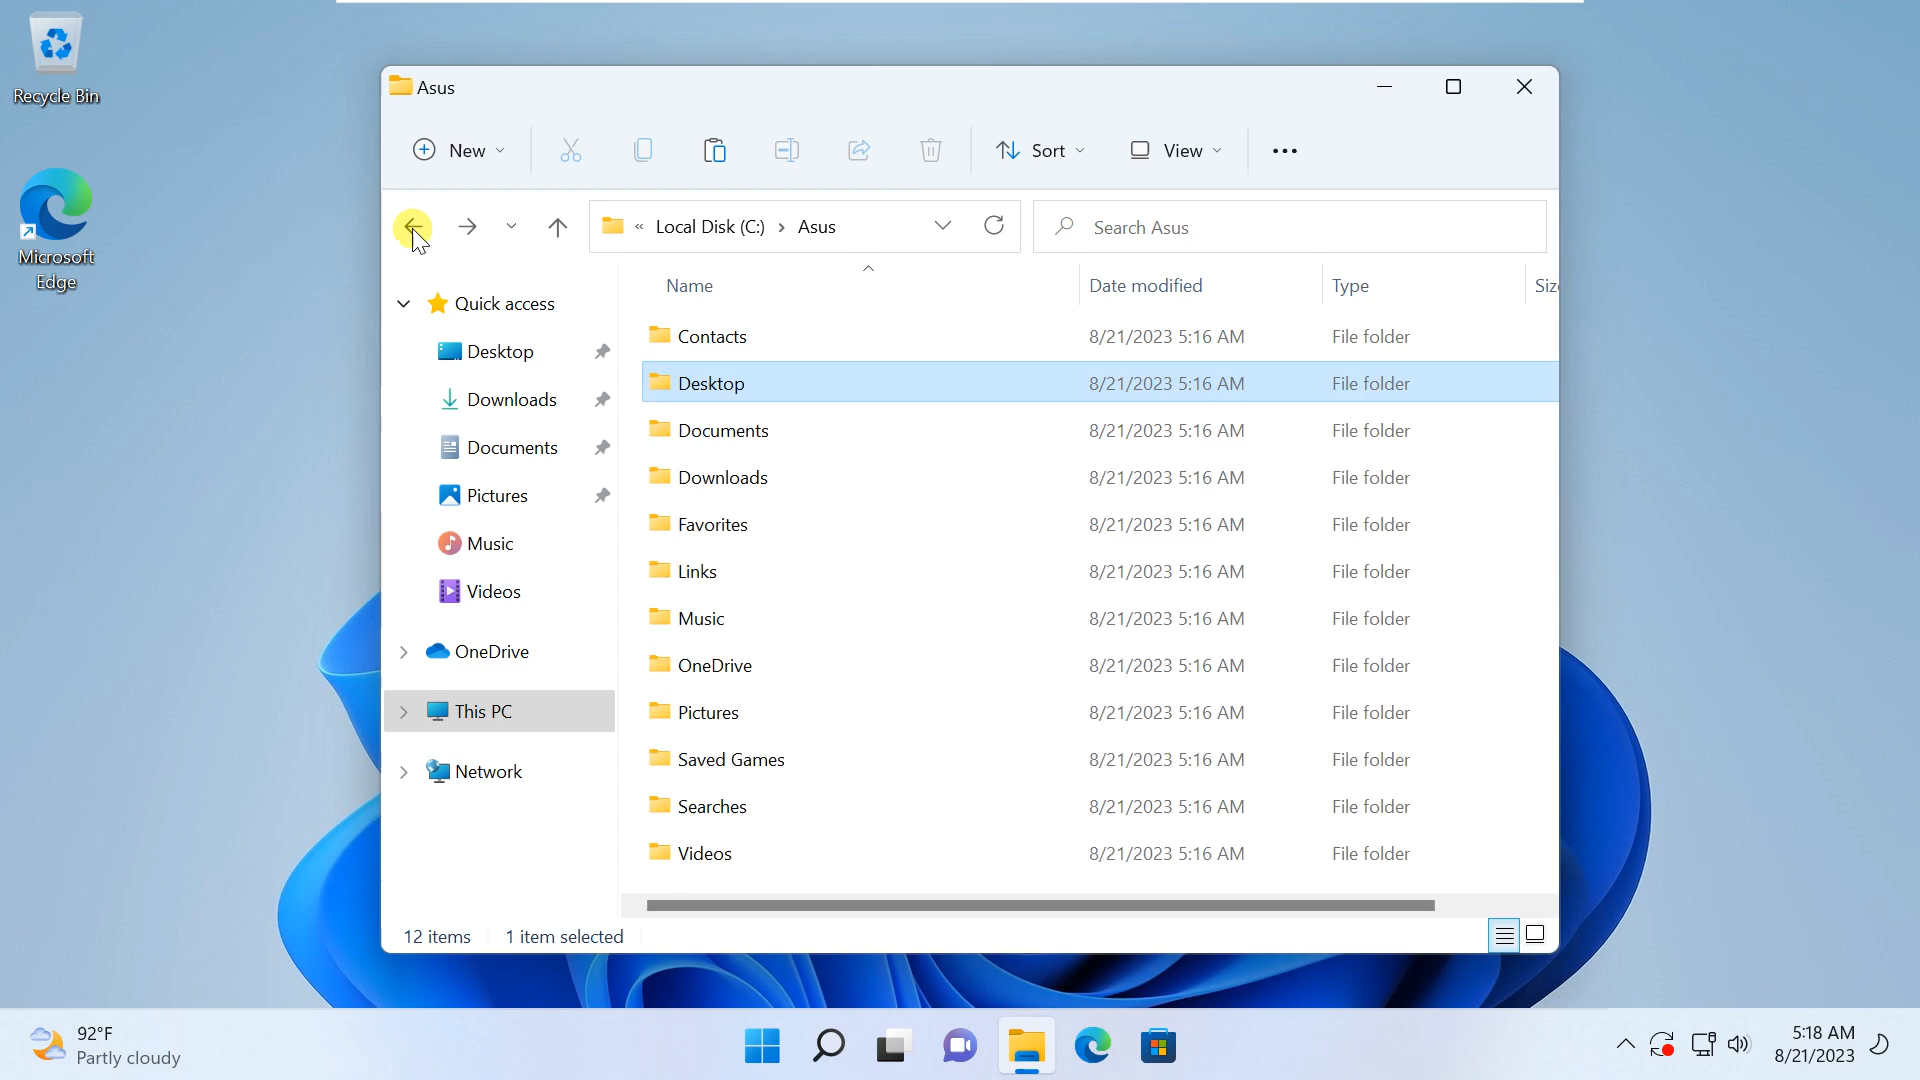 Recycle Bin
Microsoft
Edge
Asus
New
Sort
View
« Local Disk (C:) › Asus
Search Asus
Name Date modified Type Siz
Quick access
Desktop
Downloads
Documents
Pictures
Music
Videos
OneDrive
This PC
Network
Contacts 8/21/2023 5:16 AM File folder
Desktop 8/21/2023 5:16 AM File folder
Documents 8/21/2023 5:16 AM File folder
Downloads 8/21/2023 5:16 AM File folder
Favorites 8/21/2023 5:16 AM File folder
Links 8/21/2023 5:16 AM File folder
Music 8/21/2023 5:16 AM File folder
OneDrive 8/21/2023 5:16 AM File folder
Pictures 8/21/2023 5:16 AM File folder
Saved Games 8/21/2023 5:16 AM File folder
Searches 8/21/2023 5:16 AM File folder
Videos 8/21/2023 5:16 AM File folder
12 items 1 item selected
92°F
Partly cloudy
5:18 AM
8/21/2023